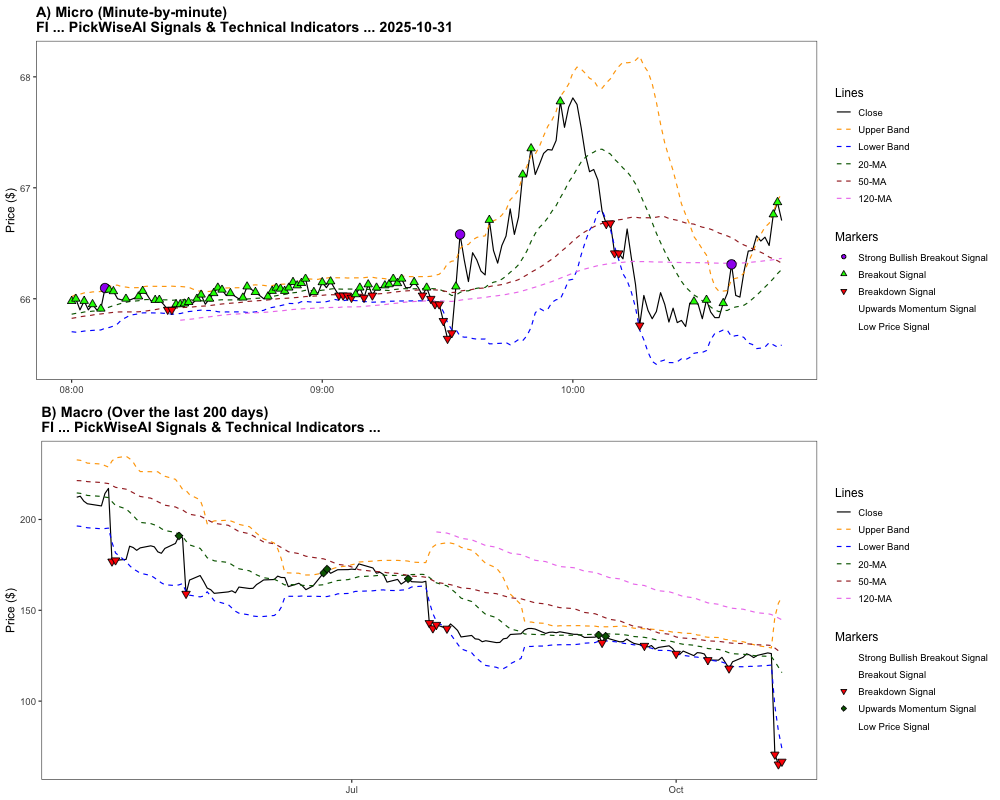 A) Micro (Minute-by-minute)
FI ... PickWiseAI Signals & Technical Indicators ... 2025-10-31
68
67
66
Price ($)
08:00
09:00
10:00
Lines
Close
Upper Band
Lower Band
20-MA
50-MA
120-MA
Markers
Strong Bullish Breakout Signal
Breakout Signal
Breakdown Signal
Upwards Momentum Signal
Low Price Signal
B) Macro (Over the last 200 days)
FI ... PickWiseAI Signals & Technical Indicators ...
200
150
100
Price ($)
Jul
Oct
Lines
Close
Upper Band
Lower Band
20-MA
50-MA
120-MA
Markers
Strong Bullish Breakout Signal
Breakout Signal
Breakdown Signal
Upwards Momentum Signal
Low Price Signal